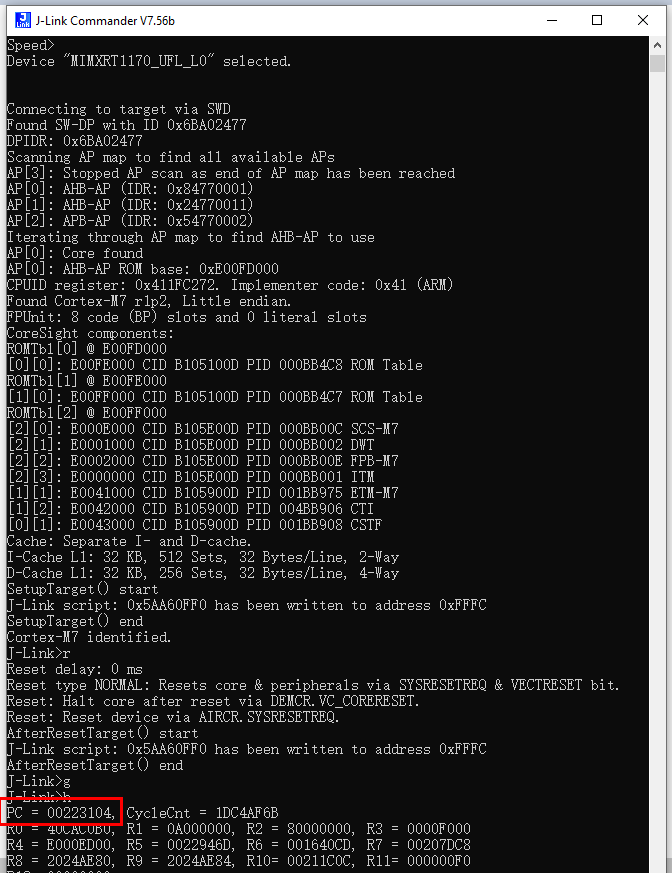 J-Link Commander V7.56b
Speed>
Device "MIMXRT1170_UFL_L0" selected.
Connecting to target via SWD
Found SW-DP with ID 0x6BA02477
DPIDR: 0x6BA02477
Scanning AP map to find all available APs
AP[3]: Stopped AP scan as end of AP map has been reached
AP[0]: AHB-AP (IDR: 0x84770001)
AP[1]: AHB-AP (IDR: 0x24770011)
AP[2]: APB-AP (IDR: 0x54770002)
Iterating through AP map to find AHB-AP to use
AP[0]: Core found
AP[0]: AHB-AP ROM base: 0xE00FD000
CPUID register: 0x411FC272. Implementer code: 0x41 (ARM)
Found Cortex-M7 r1p2, Little endian.
FPUnit: 8 code (BP) slots and 0 literal slots
CoreSight components:
ROMTbl[0] @ E00FD000
[0][0]: E00FE000 CID B105100D PID 000BB4C8 ROM Table
ROMTbl[1] @ E00FE000
[1][0]: E00FF000 CID B105100D PID 000BB4C7 ROM Table
ROMTbl[2] @ E00FF000
[2][0]: E000E000 CID B105E00D PID 000BB00C SCS-M7
[2][1]: E0001000 CID B105E00D PID 000BB002 DWT
[2][2]: E0002000 CID B105E00D PID 000BB00E FPB-M7
[2][3]: E0000000 CID B105E00D PID 000BB001 ITM
[1][1]: E0041000 CID B105900D PID 001BB975 ETM-M7
[1][2]: E0042000 CID B105900D PID 004BB906 CTI
[0][1]: E0043000 CID B105900D PID 001BB908 CSTF
Cache: Separate I- and D-cache.
I-Cache L1: 32 KB, 512 Sets, 32 Bytes/Line, 2-Way
D-Cache L1: 32 KB, 256 Sets, 32 Bytes/Line, 4-Way
SetupTarget() start
J-Link script: 0x5AA60FF0 has been written to address 0xFFFC
SetupTarget() end
Cortex-M7 identified.
J-Link>r
Reset delay: 0 ms
Reset type NORMAL: Resets core & peripherals via SYSRESETREQ & VECTRESET bit.
Reset: Halt core after reset via DEMCR.VC_CORERESET.
Reset: Reset device via AIRCR.SYSRESETREQ.
AfterResetTarget() start
J-Link script: 0x5AA60FF0 has been written to address 0xFFFC
AfterResetTarget() end
J-Link>g
J-Link>h
PC = 00223104, CycleCnt = 1DC4AF6B
R0 = 40CAC0B0, R1 = 0A000000, R2 = 80000000, R3 = 0000F000
R4 = E000ED00, R5 = 0022946D, R6 = 001640CD, R7 = 00207DC8
R8 = 2024AE80, R9 = 2024AE84, R10= 00211C0C, R11= 000000F0